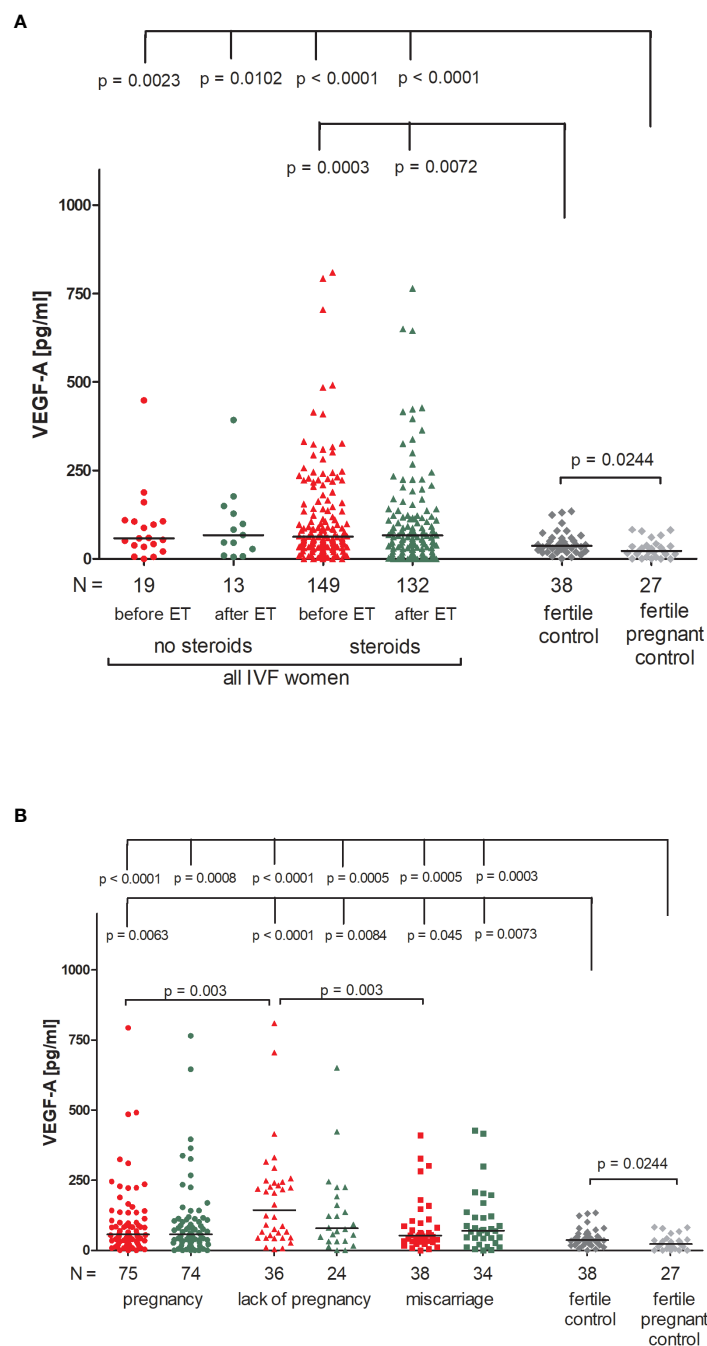 A
p = 0.0023 p = 0.0102 p < 0.0001 p < 0.0001
p = 0.0003 p = 0.0072
1000
750
500
250
0
VEGF-A [pg/ml]
p = 0.0244
N = 19 13 149 132 38 27
before ET after ET before ET after ET
no steroids steroids
all IVF women
fertile control
fertile pregnant control
B
p < 0.0001 p = 0.0008 p < 0.0001 p = 0.0005 p = 0.0005 p = 0.0003
p = 0.0063 p < 0.0001 p = 0.0084 p = 0.045 p = 0.0073
1000
750
500
250
0
VEGF-A [pg/ml]
p = 0.003 p = 0.003
p = 0.0244
N = 75 74 36 24 38 34 38 27
pregnancy lack of pregnancy miscarriage
fertile control
fertile pregnant control